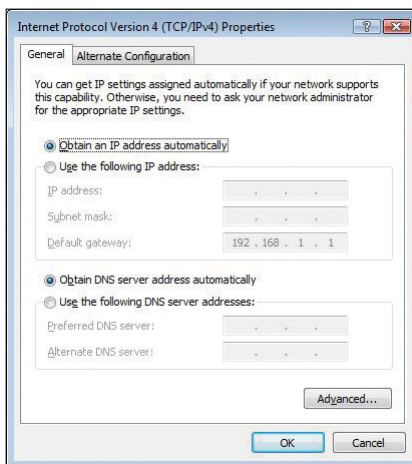 Internet Protocol Version 4 (TCP/IPv4) Properties
General
Alternate Configuration
You can get IP settings assigned automatically if your network supports
this capability. Otherwise, you need to ask your network administrator
for the appropriate IP settings.
Obtain an IP address automatically
Use the following IP address:
IP address:
Subnet mask:
Default gateway: 192 . 168 . 1 . 1
Obtain DNS server address automatically
Use the following DNS server addresses:
Preferred DNS server:
Alternate DNS server:
Advanced...
OK
Cancel